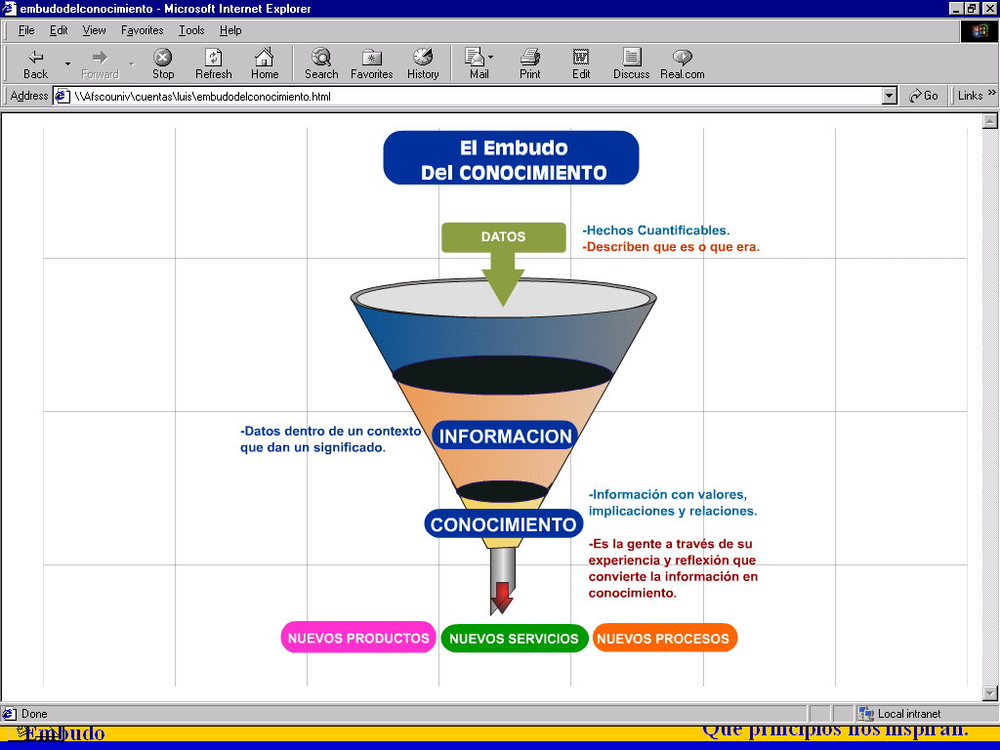 embudodelconocimiento - Microsoft Internet Explorer
File Edit View Favorites Tools Help
Back Forward Stop Refresh Home Search Favorites History Mail Print Edit Discuss Real.com
Address \\Afscouniv\cuentas\luis\embudodelconocimiento.html Go Links »
El Embudo
Del CONOCIMIENTO
DATOS
-Hechos Cuantificables.
-Describen que es o que era.
-Datos dentro de un contexto
que dan un significado.
INFORMACION
-Información con valores,
implicaciones y relaciones.
CONOCIMIENTO
-Es la gente a través de su
experiencia y reflexión que
convierte la información en
conocimiento.
NUEVOS PRODUCTOS NUEVOS SERVICIOS NUEVOS PROCESOS
Done Local intranet
Embudo Que principios nos inspiran.